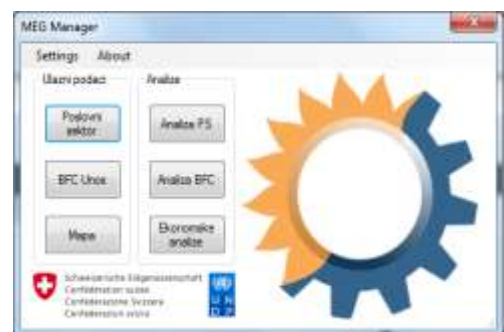 MEG Manager
Settings About
Ulazni podaci
Analize
Poslovni sektor
Analiza PS
BFC Unos
Analiza BFC
Mapa
Ekonomske analize
Schweizerische Eidgenossenschaft
Confédération suisse
Confederazione Svizzera
Confederaziun svizra
U N
D P